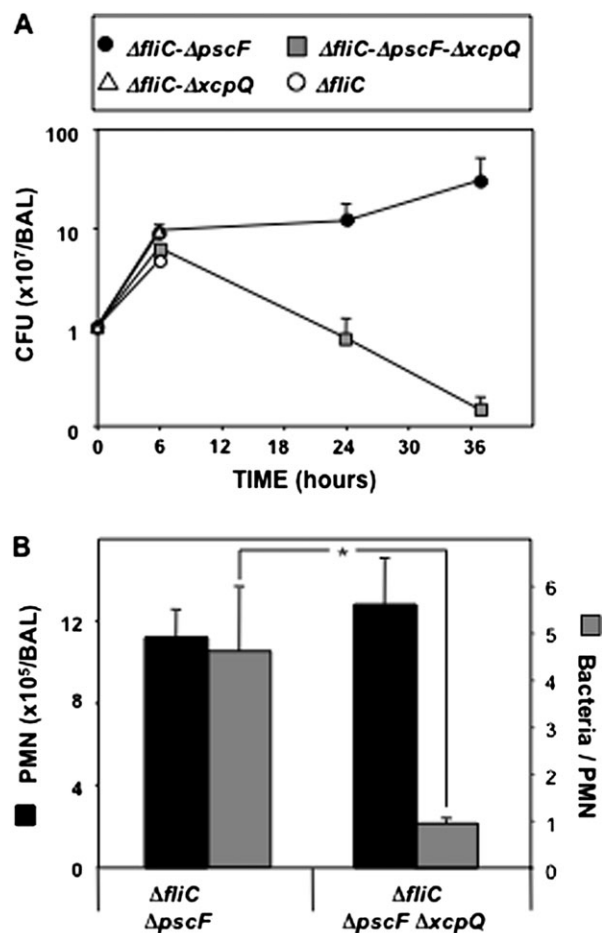 A
ΔfliC-ΔpscF
ΔfliC-ΔpscF-ΔxcpQ
ΔfliC-ΔxcpQ
ΔfliC
CFU (x10⁷/BAL)
100
10
1
0
0 6 12 18 24 30 36
TIME (hours)
B
PMN (x10⁵/BAL)
12
8
4
0
*
6
5
4
3
2
1
0
Bacteria / PMN
ΔfliC
ΔpscF
ΔfliC
ΔpscF ΔxcpQ